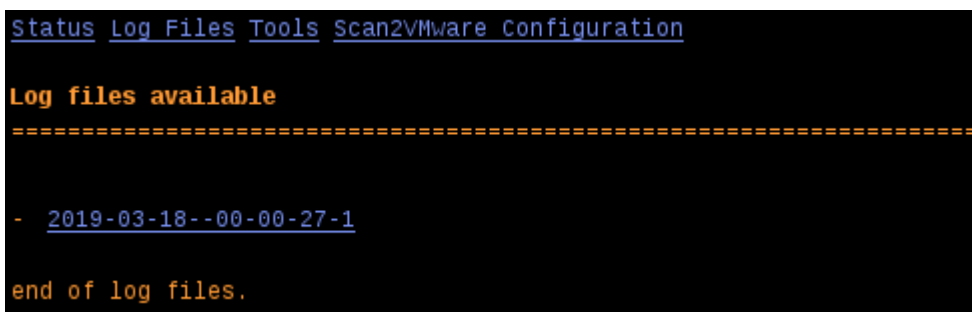 Status Log Files Tools Scan2VMware Configuration
Log files available
=====================================================================
- 2019-03-18--00-00-27-1
end of log files.